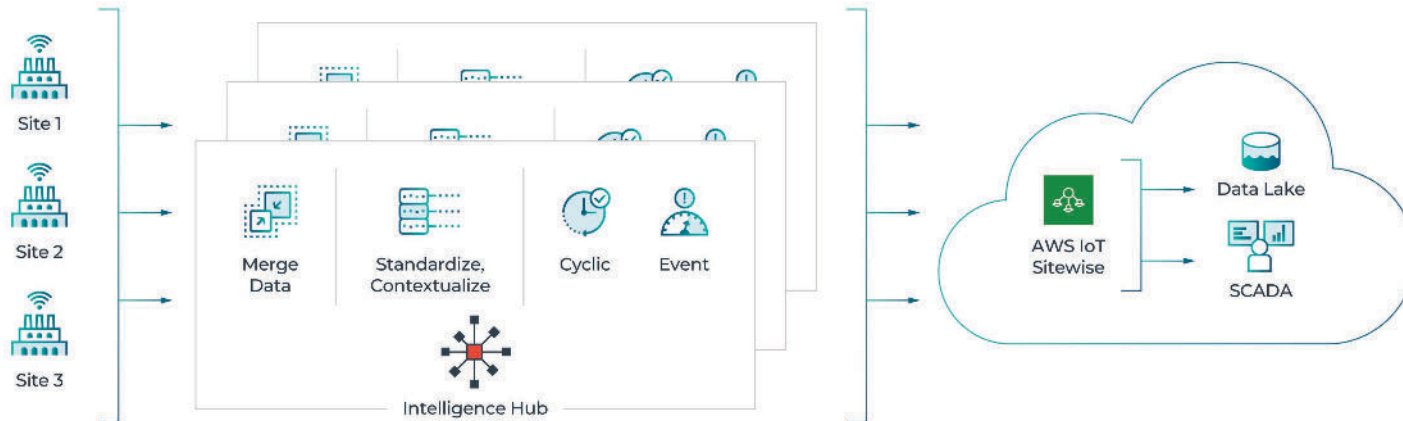 Site 1
Site 2
Site 3
Merge
Data
Standardize,
Contextualize
Cyclic
Event
Intelligence Hub
AWS IoT
Sitewise
Data Lake
SCADA